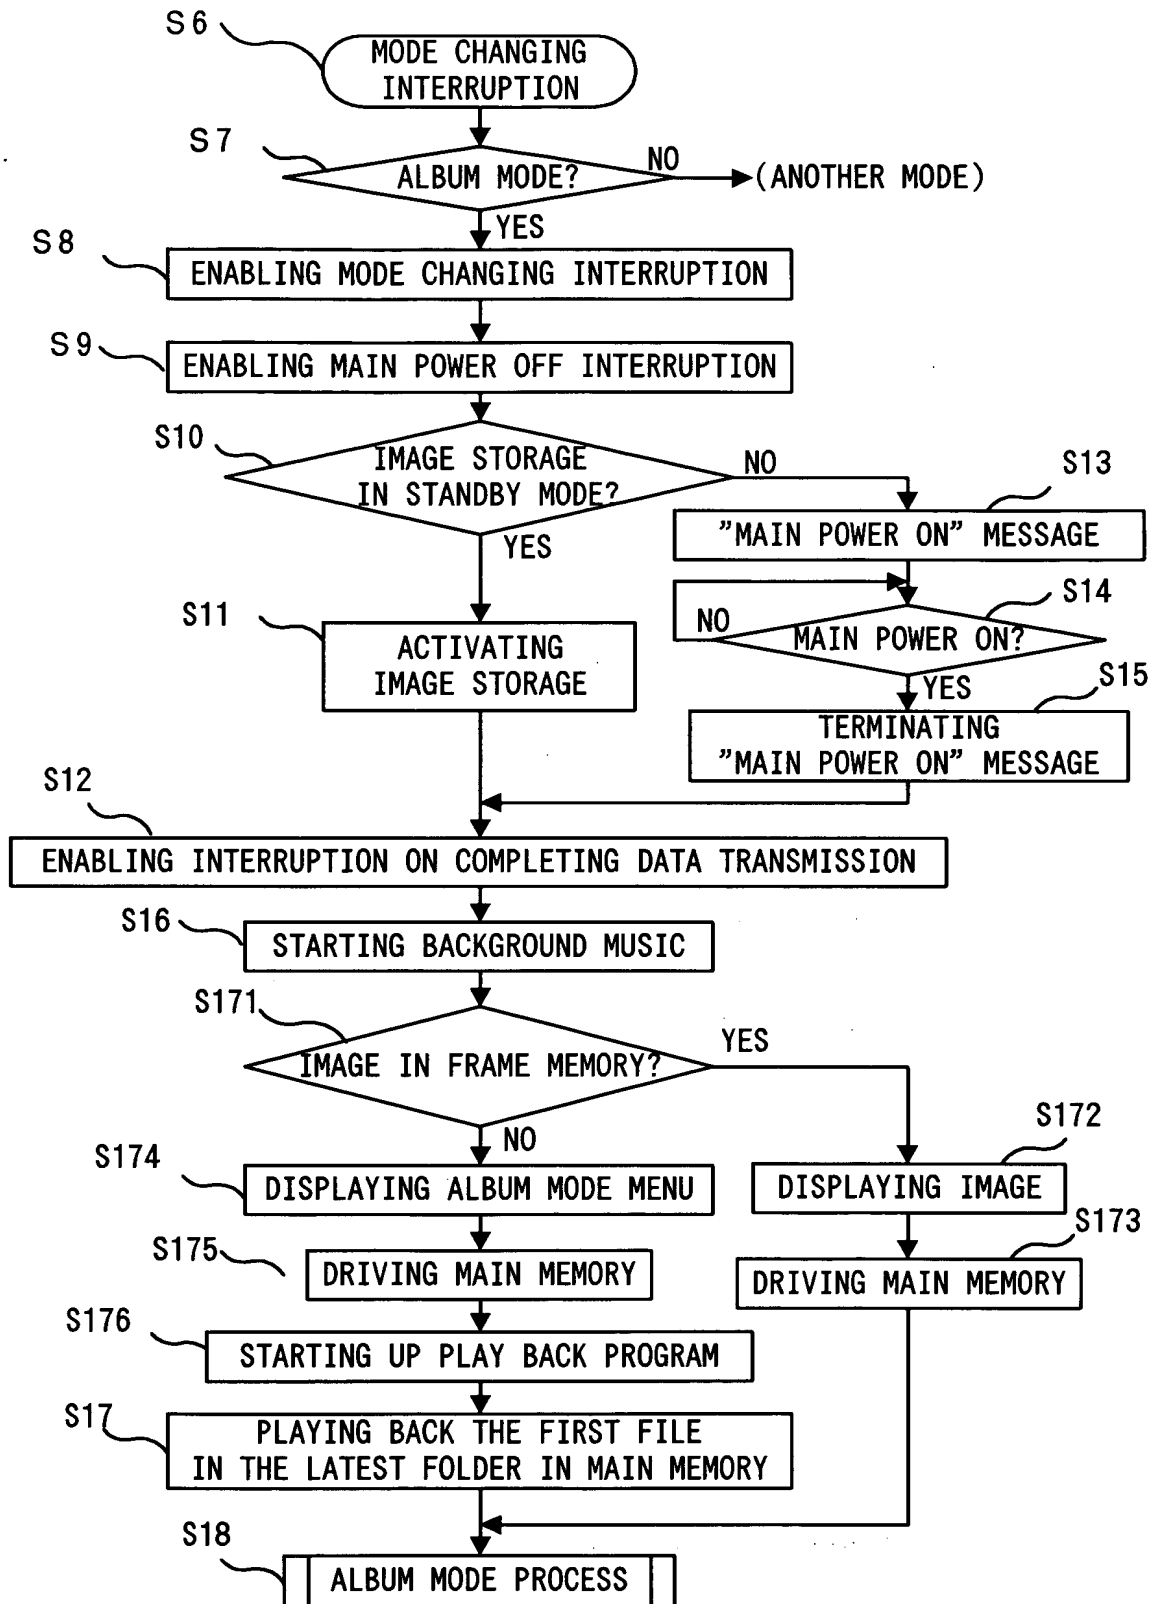 S6
MODE CHANGING
INTERRUPTION
S7
ALBUM MODE?
NO
(ANOTHER MODE)
YES
S8
ENABLING MODE CHANGING INTERRUPTION
S9
ENABLING MAIN POWER OFF INTERRUPTION
S10
IMAGE STORAGE
IN STANDBY MODE?
NO
YES
S13
"MAIN POWER ON" MESSAGE
S14
NO
MAIN POWER ON?
YES
S11
ACTIVATING
IMAGE STORAGE
S15
TERMINATING
"MAIN POWER ON" MESSAGE
S12
ENABLING INTERRUPTION ON COMPLETING DATA TRANSMISSION
S16
STARTING BACKGROUND MUSIC
S171
IMAGE IN FRAME MEMORY?
YES
NO
S172
DISPLAYING IMAGE
S173
DRIVING MAIN MEMORY
S174
DISPLAYING ALBUM MODE MENU
S175
DRIVING MAIN MEMORY
S176
STARTING UP PLAY BACK PROGRAM
S17
PLAYING BACK THE FIRST FILE
IN THE LATEST FOLDER IN MAIN MEMORY
S18
ALBUM MODE PROCESS